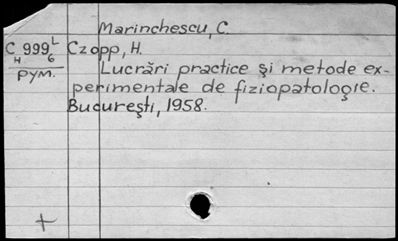 Marinchescu, C.
C 999 L Czopp, H.
H 6
рум. Lucrări practice şi metode ex-
perimentale de fiziopatologie.
Bucureşti, 1958.
+